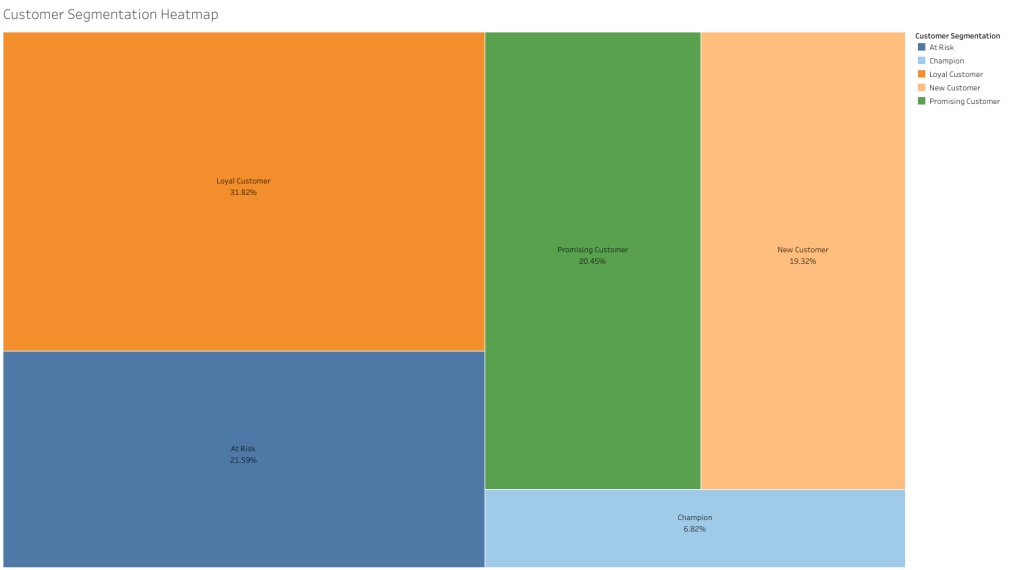 Customer Segmentation Heatmap
Customer Segmentation
At Risk
Champion
Loyal Customer
New Customer
Promising Customer
Loyal Customer
31.82%
Promising Customer
20.45%
New Customer
19.32%
At Risk
21.59%
Champion
6.82%